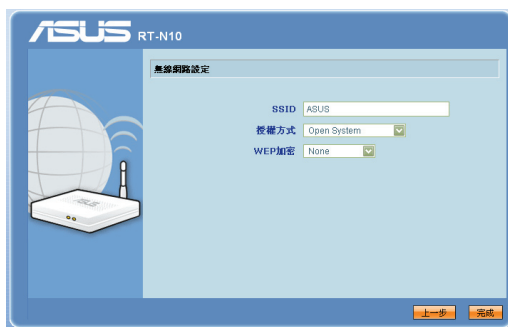 ASUS RT-N10
無線網路設定
SSID ASUS
授權方式 Open System
WEP加密 None
ASUS
上一步 完成